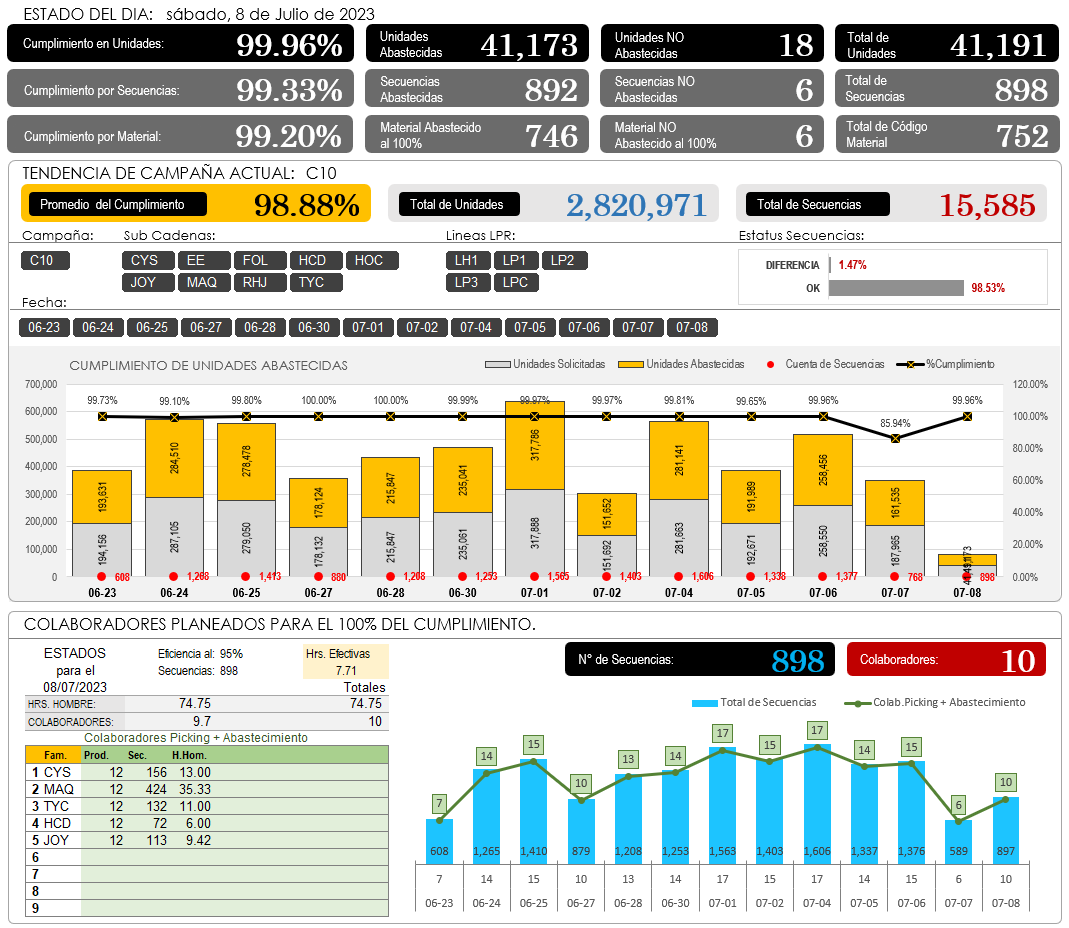 ESTADO DEL DIA: sábado, 8 de Julio de 2023
Cumplimiento en Unidades: 99.96%
Unidades Abastecidas 41,173
Unidades NO Abastecidas 18
Total de Unidades 41,191
Cumplimiento por Secuencias: 99.33%
Secuencias Abastecidas 892
Secuencias NO Abastecidas 6
Total de Secuencias 898
Cumplimiento por Material: 99.20%
Material Abastecido al 100% 746
Material NO Abastecido al 100% 6
Total de Código Material 752
TENDENCIA DE CAMPAÑA ACTUAL: C10
Promedio del Cumplimiento 98.88%
Total de Unidades 2,820,971
Total de Secuencias 15,585
Campaña: Sub Cadenas: Lineas LPR: Estatus Secuencias:
C10 CYS EE FOL HCD HOC LH1 LP1 LP2
JOY MAQ RHJ TYC LP3 LPC
DIFERENCIA 1.47%
OK 98.53%
Fecha:
06-23 06-24 06-25 06-27 06-28 06-30 07-01 07-02 07-04 07-05 07-06 07-07 07-08
CUMPLIMIENTO DE UNIDADES ABASTECIDAS
Unidades Solicitadas Unidades Abastecidas Cuenta de Secuencias %Cumplimiento
700,000
600,000
500,000
400,000
300,000
200,000
100,000
0
120.00%
100.00%
80.00%
60.00%
40.00%
20.00%
0.00%
99.73% 99.10% 99.80% 100.00% 100.00% 99.99% 99.97% 99.97% 99.81% 99.65% 99.96% 85.94% 99.96%
193,631 284,510 278,478 178,124 215,847 235,041 317,786 151,652 281,141 191,989 258,456 161,535 41,173
194,156 287,105 279,050 178,132 215,847 235,061 317,888 151,692 281,663 192,671 258,550 187,965
608 1,268 1,413 880 1,208 1,253 1,565 1,403 1,606 1,338 1,377 768 898
06-23 06-24 06-25 06-27 06-28 06-30 07-01 07-02 07-04 07-05 07-06 07-07 07-08
COLABORADORES PLANEADOS PARA EL 100% DEL CUMPLIMIENTO.
ESTADOS
para el
08/07/2023
Eficiencia al: 95%
Secuencias: 898
Hrs. Efectivas
7.71
Totales
HRS. HOMBRE: 74.75 74.75
COLABORADORES: 9.7 10
Colaboradores Picking + Abastecimiento
Fam. Prod. Sec. H.Hom.
1 CYS 12 156 13.00
2 MAQ 12 424 35.33
3 TYC 12 132 11.00
4 HCD 12 72 6.00
5 JOY 12 113 9.42
6
7
8
9
N° de Secuencias: 898
Colaboradores: 10
Total de Secuencias Colab.Picking + Abastecimiento
7 14 15 10 13 14 17 15 17 14 15 6 10
608 1,265 1,410 879 1,208 1,253 1,563 1,403 1,606 1,337 1,376 589 897
7 14 15 10 13 14 17 15 17 14 15 6 10
06-23 06-24 06-25 06-27 06-28 06-30 07-01 07-02 07-04 07-05 07-06 07-07 07-08